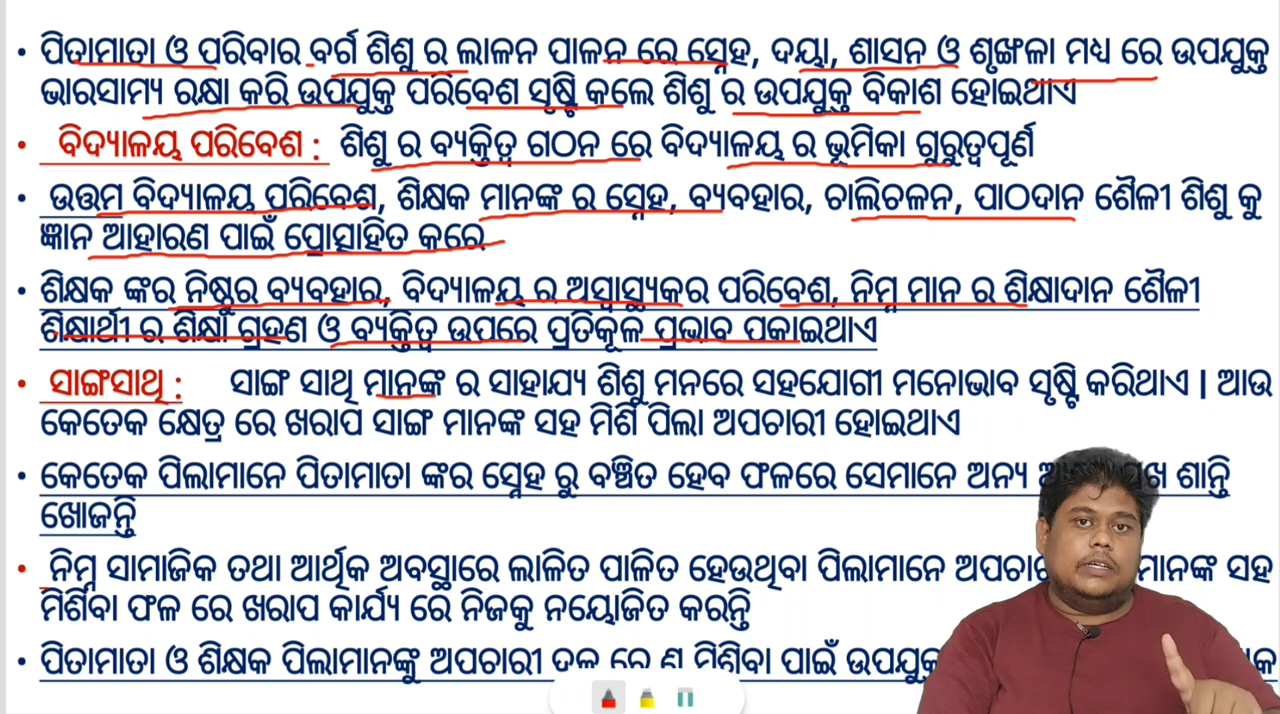 • ପିତାମାତା ଓ ପରିବାର ବର୍ଗ ଶିଶୁ ର ଲାଳନ ପାଳନ ରେ ସ୍ନେହ, ଦୟା, ଶାସନ ଓ ଶୃଙ୍ଖଳା ମଧ୍ୟ ରେ ଉପଯୁକ୍ତ
ଭାରସାମ୍ୟ ରକ୍ଷା କରି ଉପଯୁକ୍ତ ପରିବେଶ ସୃଷ୍ଟି କଲେ ଶିଶୁ ର ଉପଯୁକ୍ତ ବିକାଶ ହୋଇଥାଏ
• ବିଦ୍ୟାଳୟ ପରିବେଶ : ଶିଶୁ ର ବ୍ୟକ୍ତିତ୍ୱ ଗଠନ ରେ ବିଦ୍ୟାଳୟ ର ଭୂମିକା ଗୁରୁତ୍ୱପୂର୍ଣ
• ଉତ୍ତମ ବିଦ୍ୟାଳୟ ପରିବେଶ, ଶିକ୍ଷକ ମାନଙ୍କ ର ସ୍ନେହ, ବ୍ୟବହାର, ଚାଲିଚଳନ, ପାଠଦାନ ଶୈଳୀ ଶିଶୁ କୁ
ଜ୍ଞାନ ଆହାରଣ ପାଇଁ ପ୍ରୋତ୍ସାହିତ କରେ
• ଶିକ୍ଷକ ଙ୍କର ନିଷ୍ଠୁର ବ୍ୟବହାର, ବିଦ୍ୟାଳୟ ର ଅସ୍ୱାସ୍ଥ୍ୟକର ପରିବେଶ, ନିମ୍ନ ମାନ ର ଶିକ୍ଷାଦାନ ଶୈଳୀ
ଶିକ୍ଷାର୍ଥୀ ର ଶିକ୍ଷା ଗ୍ରହଣ ଓ ବ୍ୟକ୍ତିତ୍ୱ ଉପରେ ପ୍ରତିକୂଳ ପ୍ରଭାବ ପକାଇଥାଏ
• ସାଙ୍ଗସାଥି : ସାଙ୍ଗ ସାଥି ମାନଙ୍କ ର ସାହାଯ୍ୟ ଶିଶୁ ମନରେ ସହଯୋଗୀ ମନୋଭାବ ସୃଷ୍ଟି କରିଥାଏ | ଆଉ
କେତେକ କ୍ଷେତ୍ର ରେ ଖରାପ ସାଙ୍ଗ ମାନଙ୍କ ସହ ମିଶି ପିଲା ଅପଚାରୀ ହୋଇଥାଏ
• କେତେକ ପିଲାମାନେ ପିତାମାତା ଙ୍କର ସ୍ନେହ ରୁ ବଞ୍ଚିତ ହେବ ଫଳରେ ସେମାନେ ଅନ୍ୟ ଶାନ୍ତି
ଖୋଜନ୍ତି
• ନିମ୍ନ ସାମାଜିକ ତଥା ଆର୍ଥିକ ଅବସ୍ଥାରେ ଲାଳିତ ପାଳିତ ହେଉଥିବା ପିଲାମାନେ ମାନଙ୍କ ସହ
ମିଶିବା ଫଳ ରେ ଖରାପ କାର୍ଯ୍ୟ ରେ ନିଜକୁ ନୟୋଜିତ କରନ୍ତି
• ପିତାମାତା ଓ ଶିକ୍ଷକ ପିଲାମାନଙ୍କୁ ଅପଚାରୀ ଦଳ ରେ ଣ ମିଶିବା ପାଇଁ